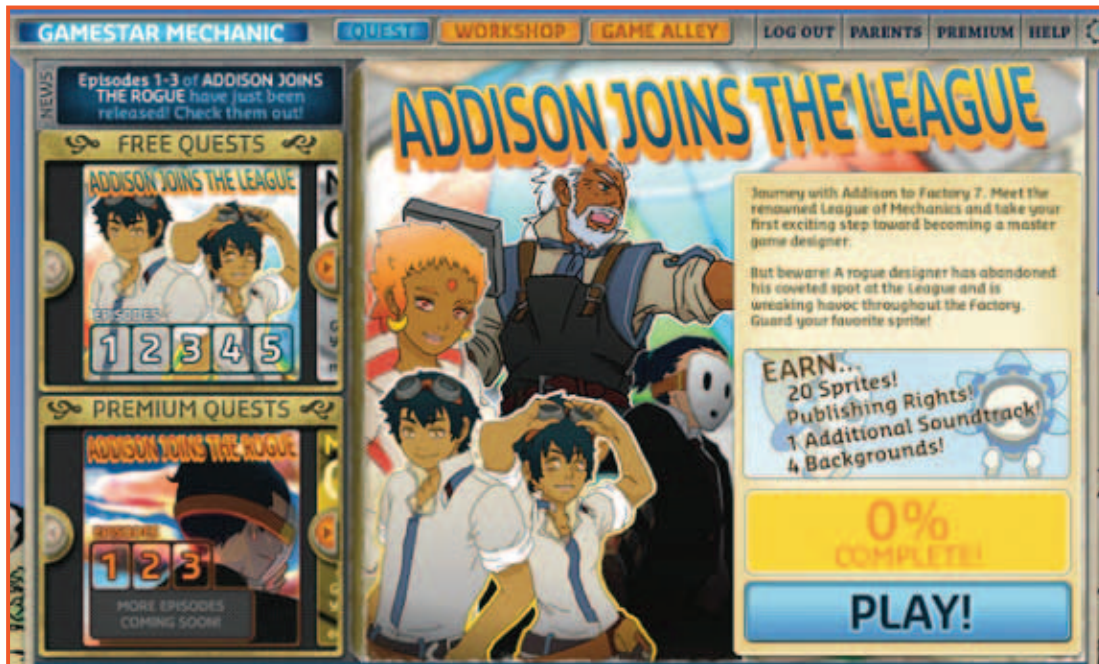 GAMESTAR MECHANIC
QUEST
WORKSHOP
GAME ALLEY
LOG OUT
PARENTS
PREMIUM
HELP
NEWS
Episodes 1-3 of ADDISON JOINS
THE ROGUE have just been
released! Check them out!
FREE QUESTS
ADDISON JOINS THE LEAGUE
EPISODES
1 2 3 4 5
PREMIUM QUESTS
ADDISON JOINS THE ROGUE
EPISODES
1 2 3
MORE EPISODES
COMING SOON!
ADDISON JOINS THE LEAGUE
Journey with Addison to Factory 7. Meet the
renowned League of Mechanics and take your
first exciting step toward becoming a master
game designer.
But beware! A rogue designer has abandoned
his coveted spot at the League and is
wreaking havoc throughout the Factory.
Guard your favorite sprite!
EARN...
20 Sprites!
Publishing Rights!
1 Additional Soundtrack!
4 Backgrounds!
0%
COMPLETE!
PLAY!